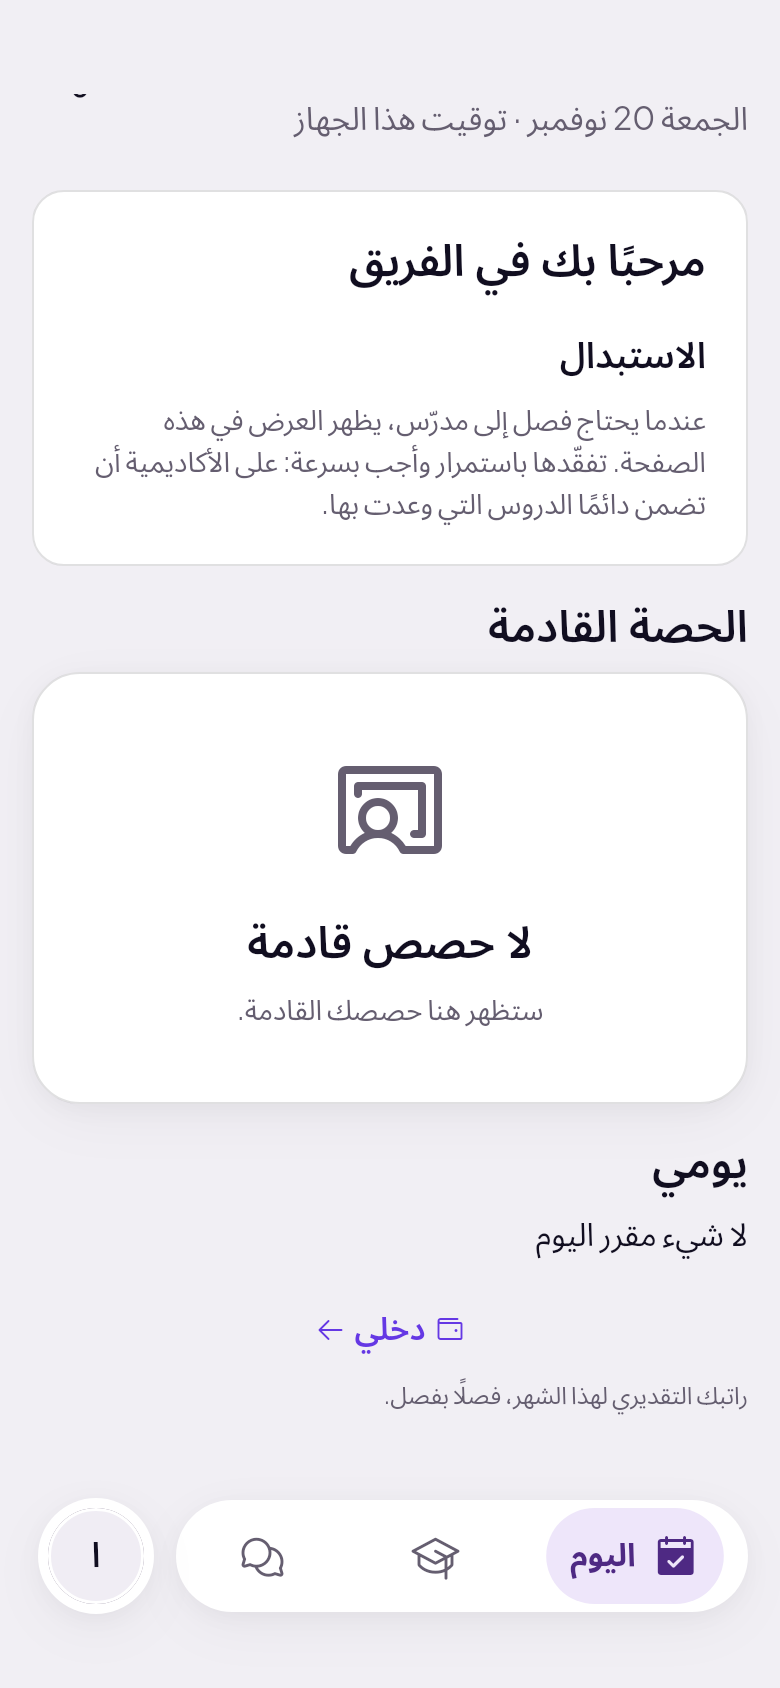 الجمعة 20 نوفمبر · توقيت هذا الجهاز
مرحبًا بك في الفريق
الاستبدال
عندما يحتاج فصل إلى مدرّس، يظهر العرض في هذه
الصفحة. تفقّدها باستمرار وأجب بسرعة: على الأكاديمية أن
تضمن دائمًا الدروس التي وعدت بها.
الحصة القادمة
لا حصص قادمة
ستظهر هنا حصصك القادمة.
يومي
لا شيء مقرر اليوم
دخلي
راتبك التقديري لهذا الشهر، فصلًا بفصل.
اليوم
ا